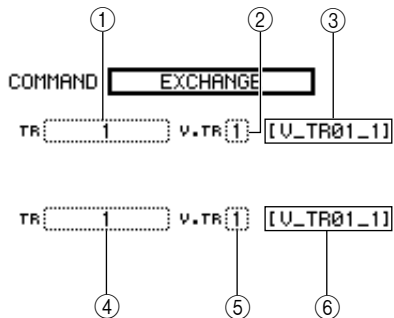 ① ② ③
COMMAND EXCHANGE
TR 1 V.TR 1 [V_TR01_1]
TR 1 V.TR 1 [V_TR01_1]
④ ⑤ ⑥